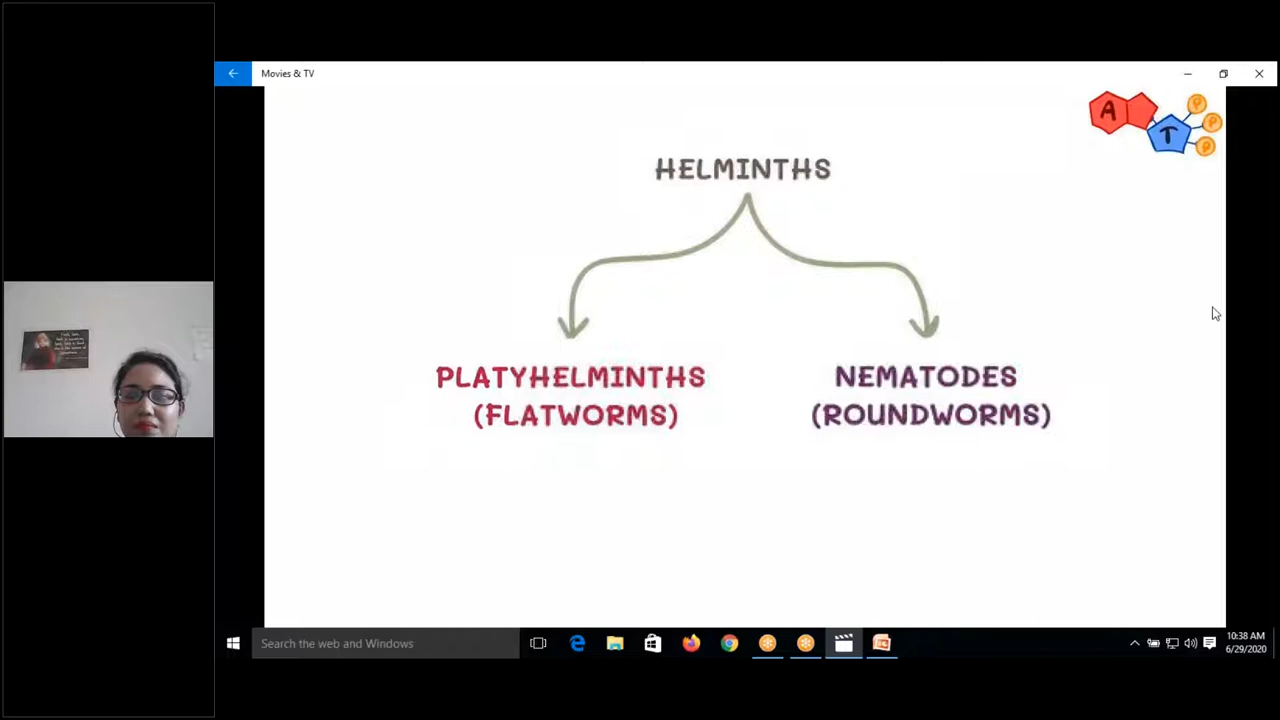 Movies & TV
A
T
P
P
P
HELMINTHS
PLATYHELMINTHS
(FLATWORMS)
NEMATODES
(ROUNDWORMS)
Search the web and Windows
10:38 AM
6/29/2020